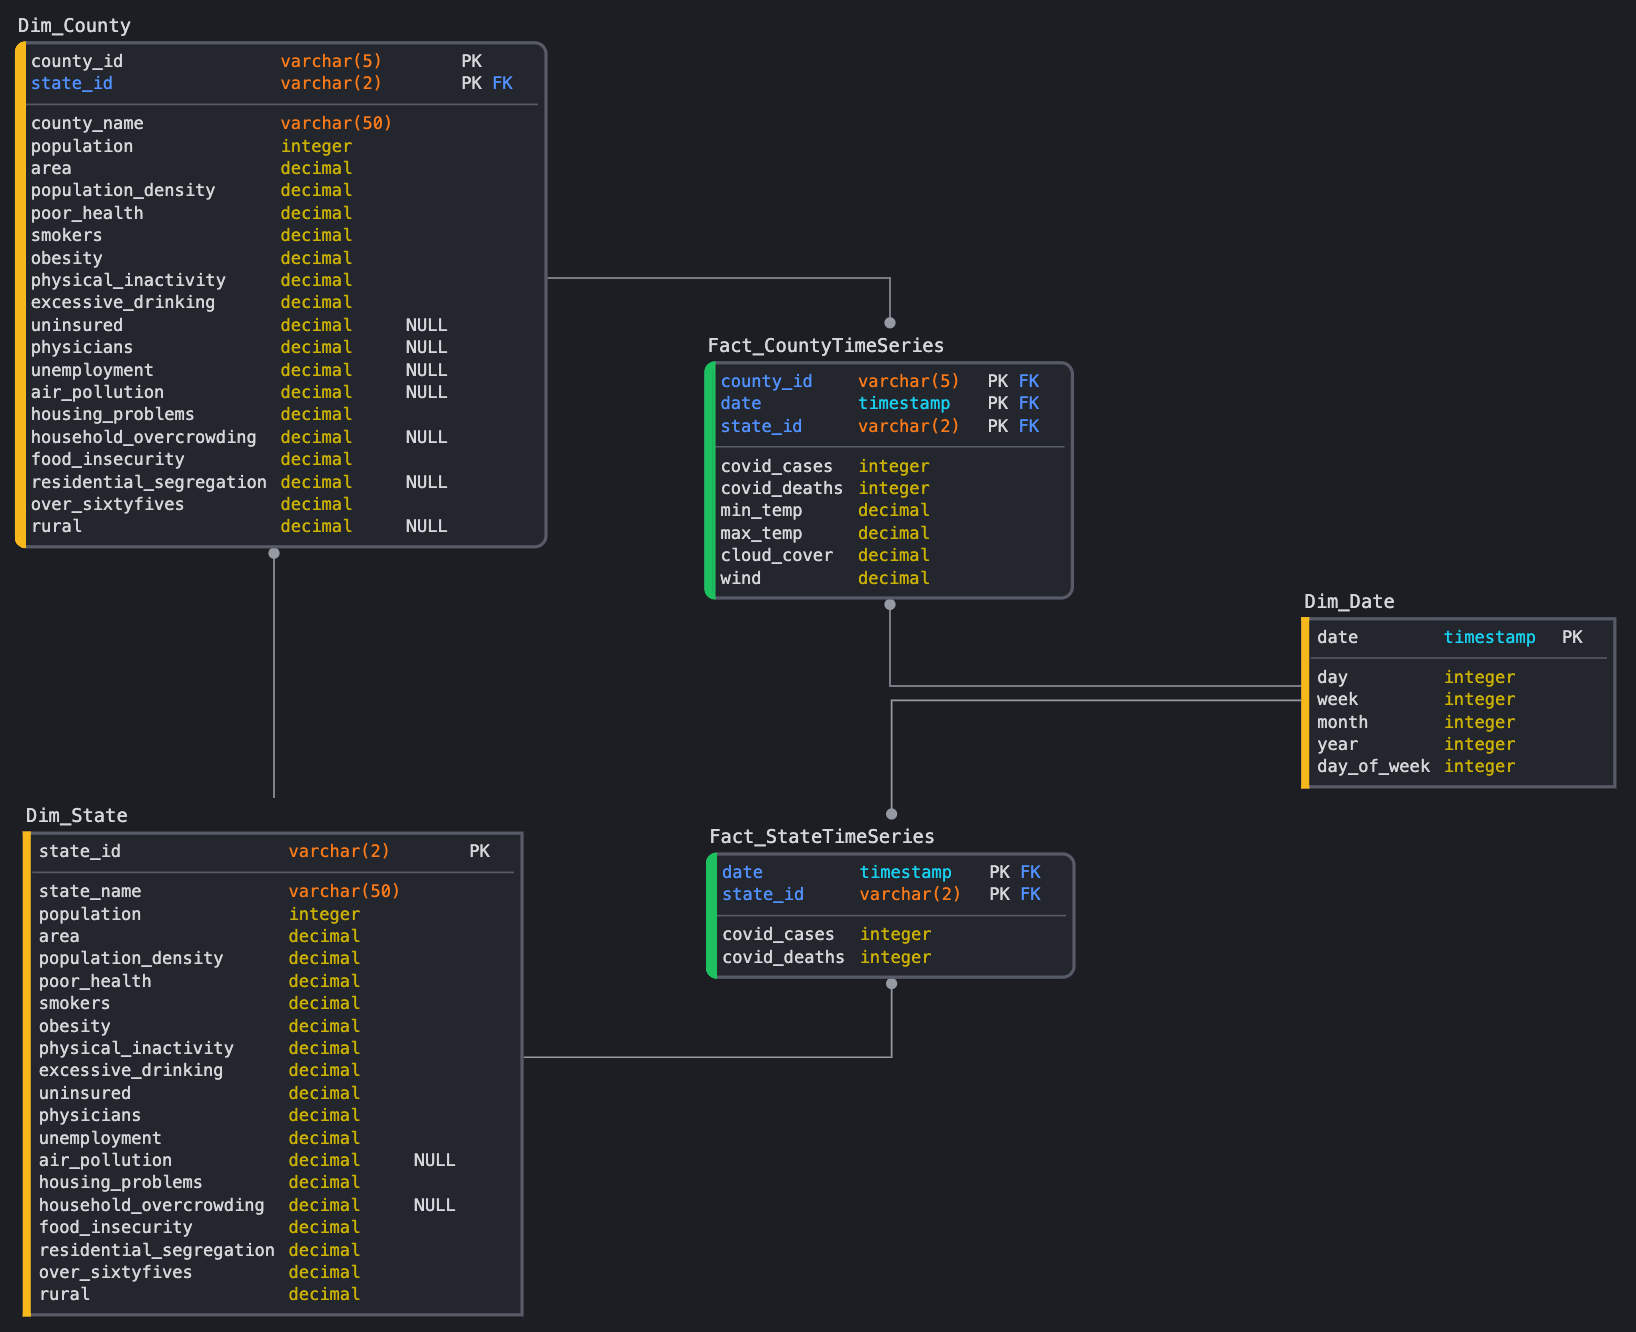 Dim_County
county_id varchar(5) PK
state_id varchar(2) PK FK
county_name varchar(50)
population integer
area decimal
population_density decimal
poor_health decimal
smokers decimal
obesity decimal
physical_inactivity decimal
excessive_drinking decimal
uninsured decimal NULL
physicians decimal NULL
unemployment decimal NULL
air_pollution decimal NULL
housing_problems decimal
household_overcrowding decimal NULL
food_insecurity decimal
residential_segregation decimal NULL
over_sixtyfives decimal
rural decimal NULL
Fact_CountyTimeSeries
county_id varchar(5) PK FK
date timestamp PK FK
state_id varchar(2) PK FK
covid_cases integer
covid_deaths integer
min_temp decimal
max_temp decimal
cloud_cover decimal
wind decimal
Dim_Date
date timestamp PK
day integer
week integer
month integer
year integer
day_of_week integer
Dim_State
state_id varchar(2) PK
state_name varchar(50)
population integer
area decimal
population_density decimal
poor_health decimal
smokers decimal
obesity decimal
physical_inactivity decimal
excessive_drinking decimal
uninsured decimal
physicians decimal
unemployment decimal
air_pollution decimal NULL
housing_problems decimal
household_overcrowding decimal NULL
food_insecurity decimal
residential_segregation decimal
over_sixtyfives decimal
rural decimal
Fact_StateTimeSeries
date timestamp PK FK
state_id varchar(2) PK FK
covid_cases integer
covid_deaths integer